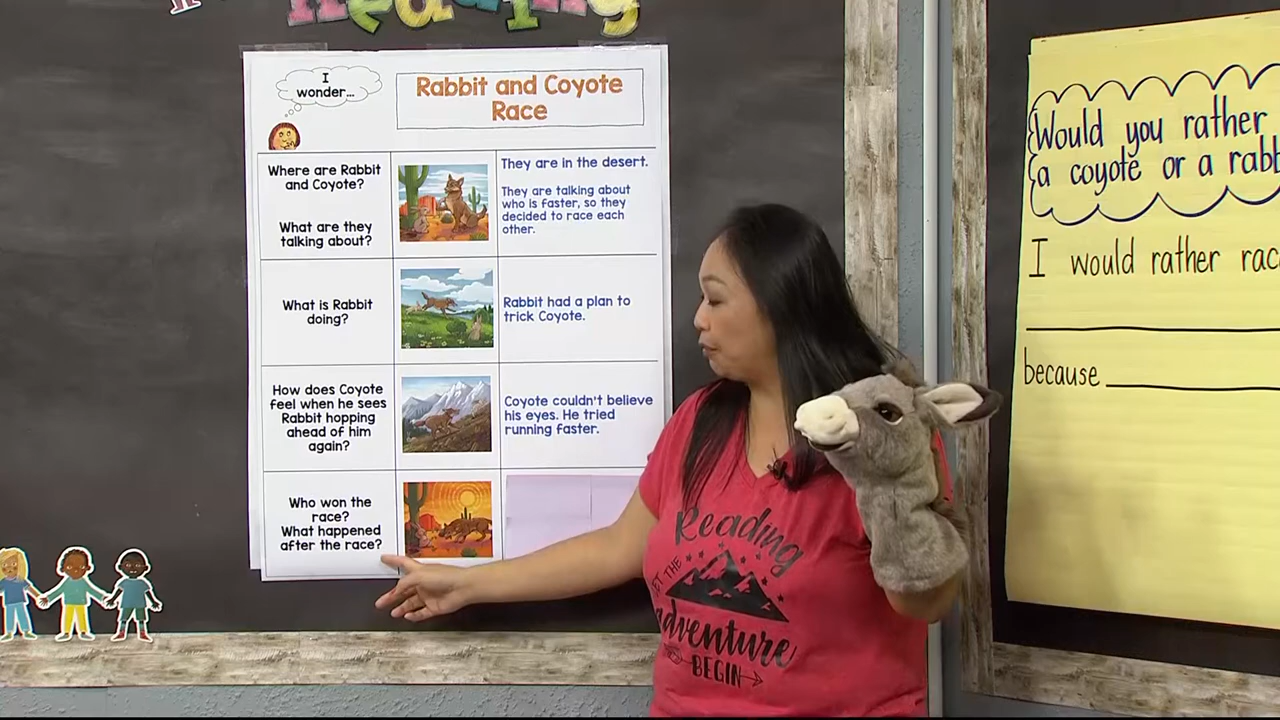 Reading
I
wonder...
Rabbit and Coyote
Race
Where are Rabbit
and Coyote?
What are they
talking about?
They are in the desert.
They are talking about
who is faster, so they
decided to race each
other.
What is Rabbit
doing?
Rabbit had a plan to
trick Coyote.
How does Coyote
feel when he sees
Rabbit hopping
ahead of him
again?
Coyote couldn't believe
his eyes. He tried
running faster.
Who won the
race?
What happened
after the race?
Reading
THE
BEGIN
Would you rather
a coyote or a
I would rather
because